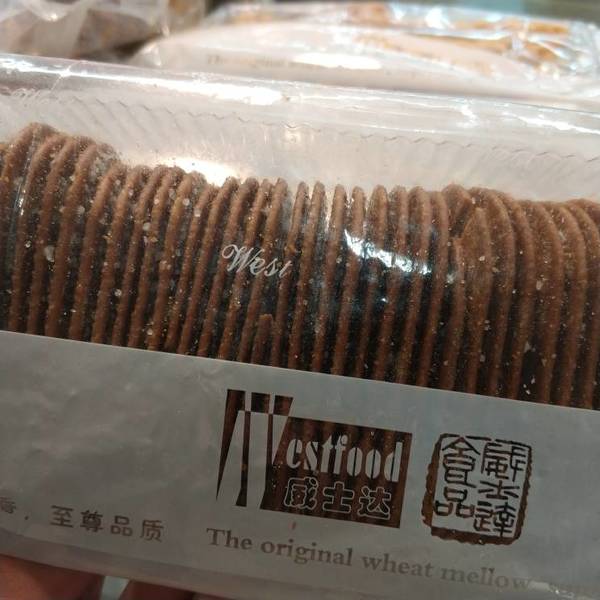 West
Westfood
威士达
威士達
食品
至尊品质
The original wheat mellow